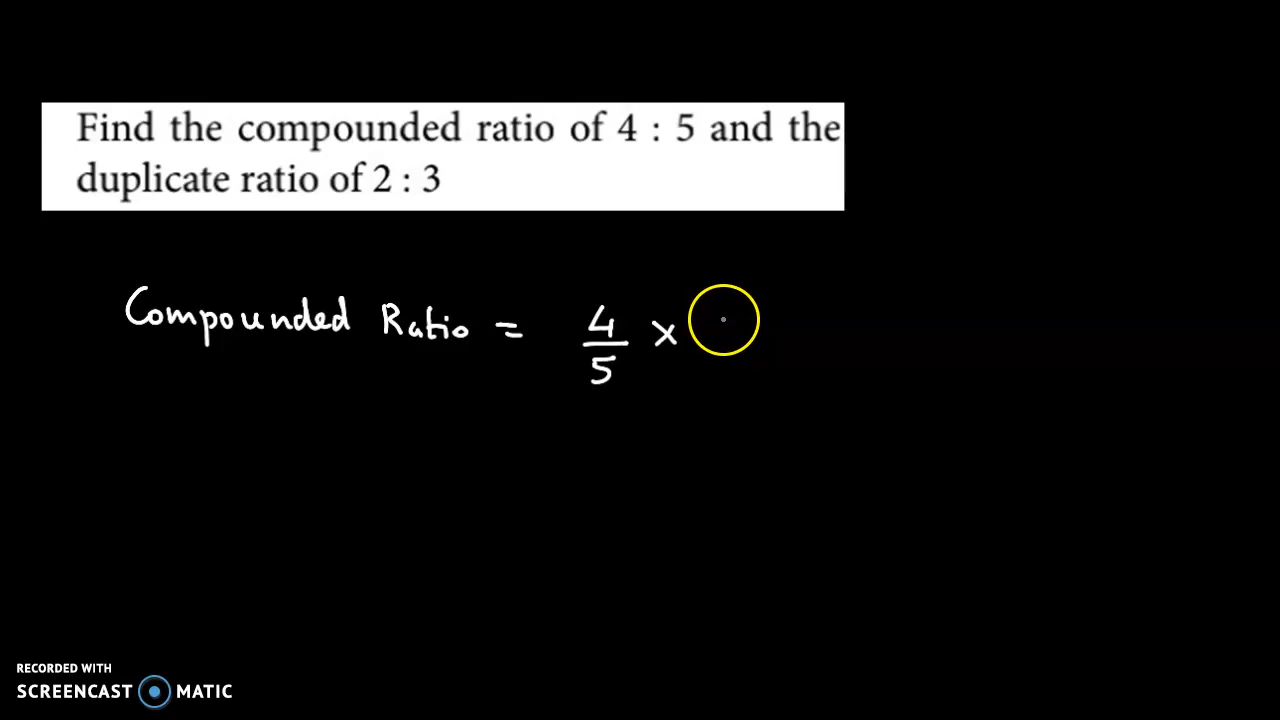 Find the compounded ratio of 4 : 5 and the
duplicate ratio of 2 : 3
Compounded Ratio = 4/5 ×
RECORDED WITH
SCREENCAST MATIC